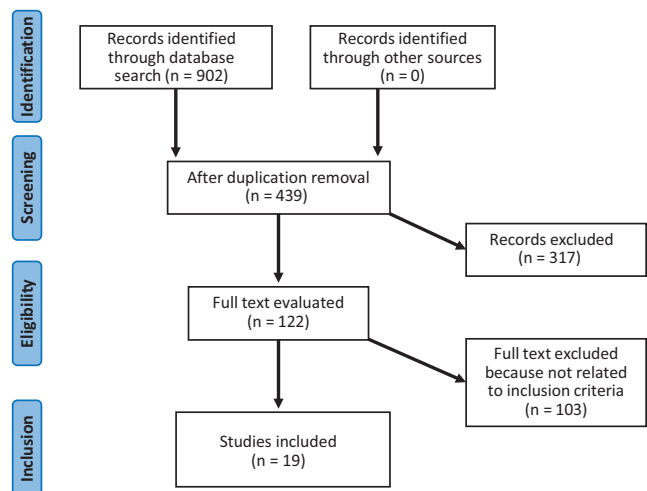 Identification
Records identified
through database
search (n = 902)
Records identified
through other sources
(n = 0)
Screening
After duplication removal
(n = 439)
Records excluded
(n = 317)
Eligibility
Full text evaluated
(n = 122)
Full text excluded
because not related
to inclusion criteria
(n = 103)
Inclusion
Studies included
(n = 19)